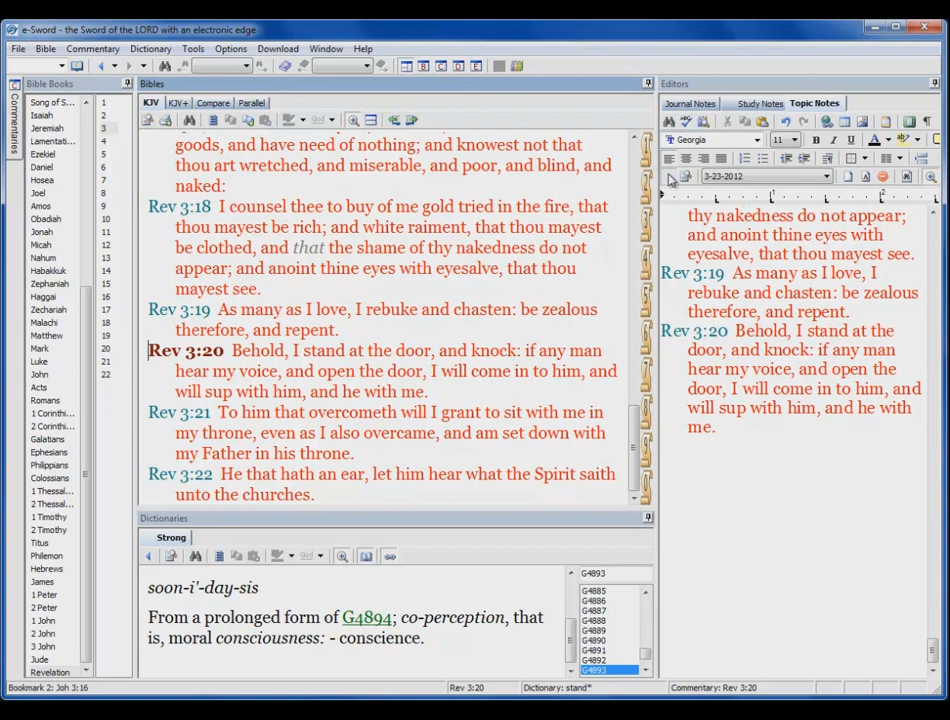 e-Sword - the Sword of the LORD with an electronic edge
File Bible Commentary Dictionary Tools Options Download Window Help
B C D E
Commentaries
Bible Books
Song of S...
Isaiah
Jeremiah
Lamentati...
Ezekiel
Daniel
Hosea
Joel
Amos
Obadiah
Jonah
Micah
Nahum
Habakkuk
Zephaniah
Haggai
Zechariah
Malachi
Matthew
Mark
Luke
John
Acts
Romans
1 Corinthi...
2 Corinthi...
Galatians
Ephesians
Philippians
Colossians
1 Thessal...
2 Thessal...
1 Timothy
2 Timothy
Titus
Philemon
Hebrews
James
1 Peter
2 Peter
1 John
2 John
3 John
Jude
Revelation
1
2
3
4
5
6
7
8
9
10
11
12
13
14
15
16
17
18
19
20
21
22
Bibles
KJV KJV+ Compare Parallel
goods, and have need of nothing; and knowest not that
thou art wretched, and miserable, and poor, and blind, and
naked:
Rev 3:18 I counsel thee to buy of me gold tried in the fire, that
thou mayest be rich; and white raiment, that thou mayest
be clothed, and that the shame of thy nakedness do not
appear; and anoint thine eyes with eyesalve, that thou
mayest see.
Rev 3:19 As many as I love, I rebuke and chasten: be zealous
therefore, and repent.
Rev 3:20 Behold, I stand at the door, and knock: if any man
hear my voice, and open the door, I will come in to him, and
will sup with him, and he with me.
Rev 3:21 To him that overcometh will I grant to sit with me in
my throne, even as I also overcame, and am set down with
my Father in his throne.
Rev 3:22 He that hath an ear, let him hear what the Spirit saith
unto the churches.
Dictionaries
Strong
soon-i'-day-sis
From a prolonged form of G4894; co-perception, that
is, moral consciousness: - conscience.
G4893
G4885
G4886
G4887
G4888
G4889
G4890
G4891
G4892
G4893
Editors
Journal Notes Study Notes Topic Notes
Georgia 11 B I U A
3-23-2012
1 2
thy nakedness do not appear;
and anoint thine eyes with
eyesalve, that thou mayest see.
Rev 3:19 As many as I love, I
rebuke and chasten: be zealous
therefore, and repent.
Rev 3:20 Behold, I stand at the
door, and knock: if any man
hear my voice, and open the
door, I will come in to him, and
will sup with him, and he with
me.
Bookmark 2: Joh 3:16 Rev 3:20 Dictionary: stand* Commentary: Rev 3:20